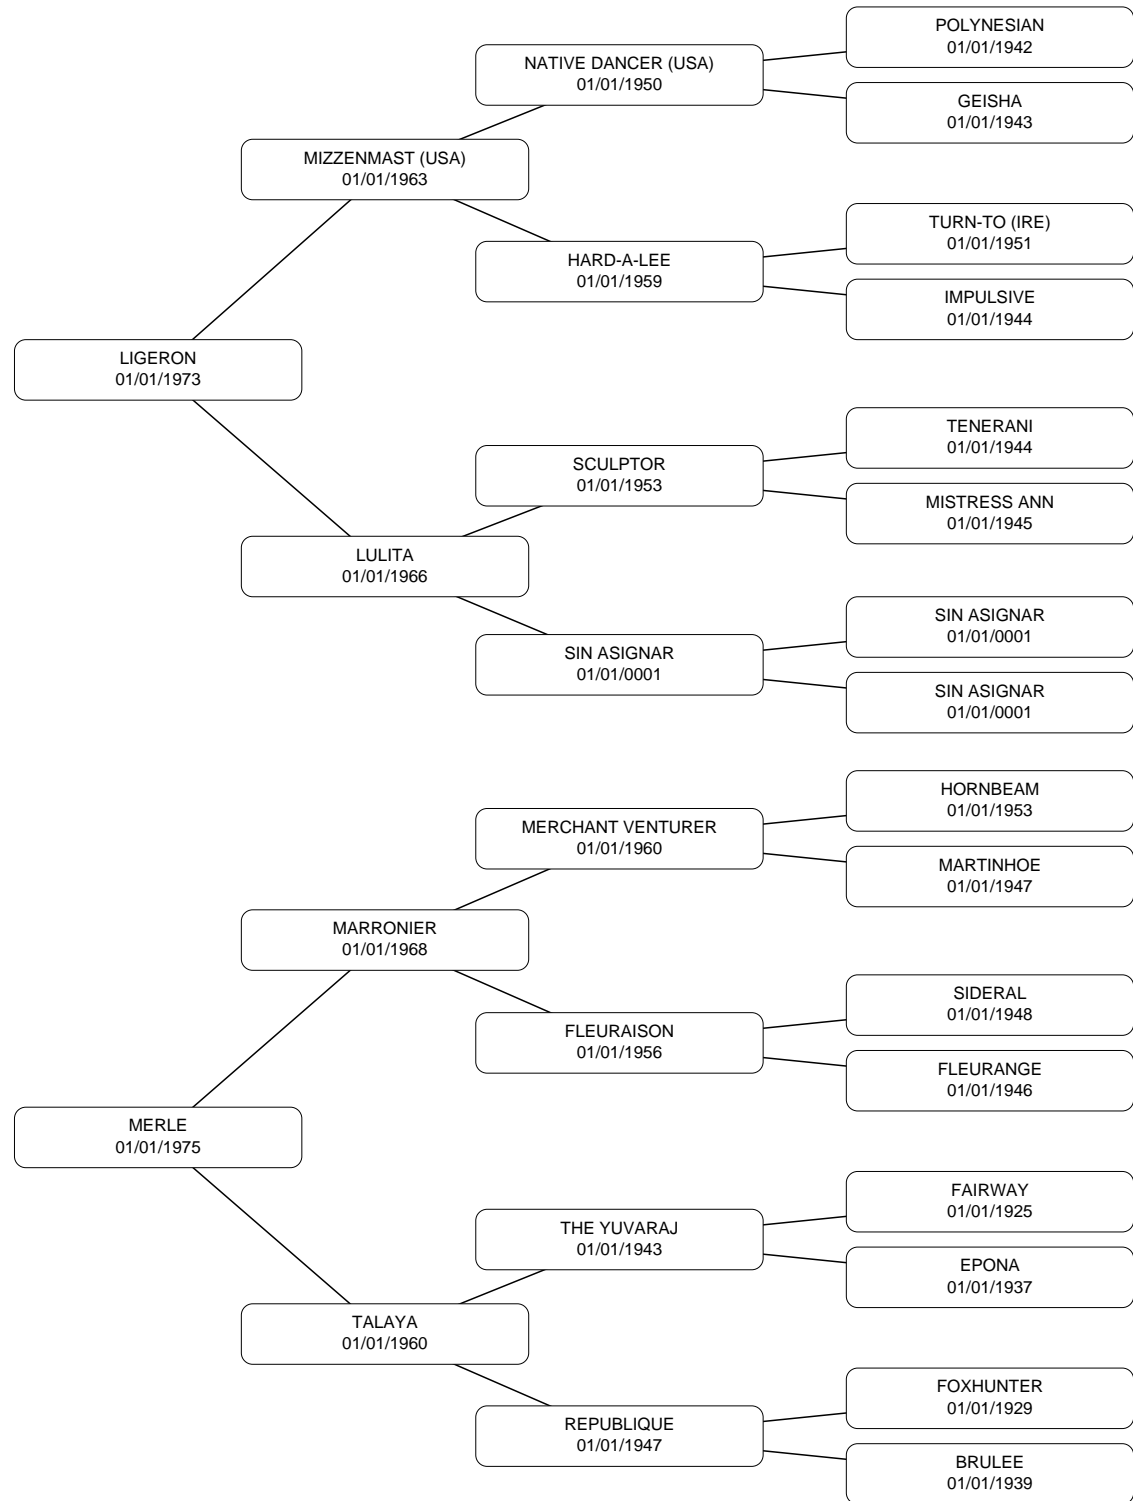 POLYNESIAN
01/01/1942
NATIVE DANCER (USA)
01/01/1950
GEISHA
01/01/1943
MIZZENMAST (USA)
01/01/1963
TURN-TO (IRE)
01/01/1951
HARD-A-LEE
01/01/1959
IMPULSIVE
01/01/1944
LIGERON
01/01/1973
TENERANI
01/01/1944
SCULPTOR
01/01/1953
MISTRESS ANN
01/01/1945
LULITA
01/01/1966
SIN ASIGNAR
01/01/0001
SIN ASIGNAR
01/01/0001
SIN ASIGNAR
01/01/0001
HORNBEAM
01/01/1953
MERCHANT VENTURER
01/01/1960
MARTINHOE
01/01/1947
MARRONIER
01/01/1968
SIDERAL
01/01/1948
FLEURAISON
01/01/1956
FLEURANGE
01/01/1946
MERLE
01/01/1975
FAIRWAY
01/01/1925
THE YUVARAJ
01/01/1943
EPONA
01/01/1937
TALAYA
01/01/1960
FOXHUNTER
01/01/1929
REPUBLIQUE
01/01/1947
BRULEE
01/01/1939